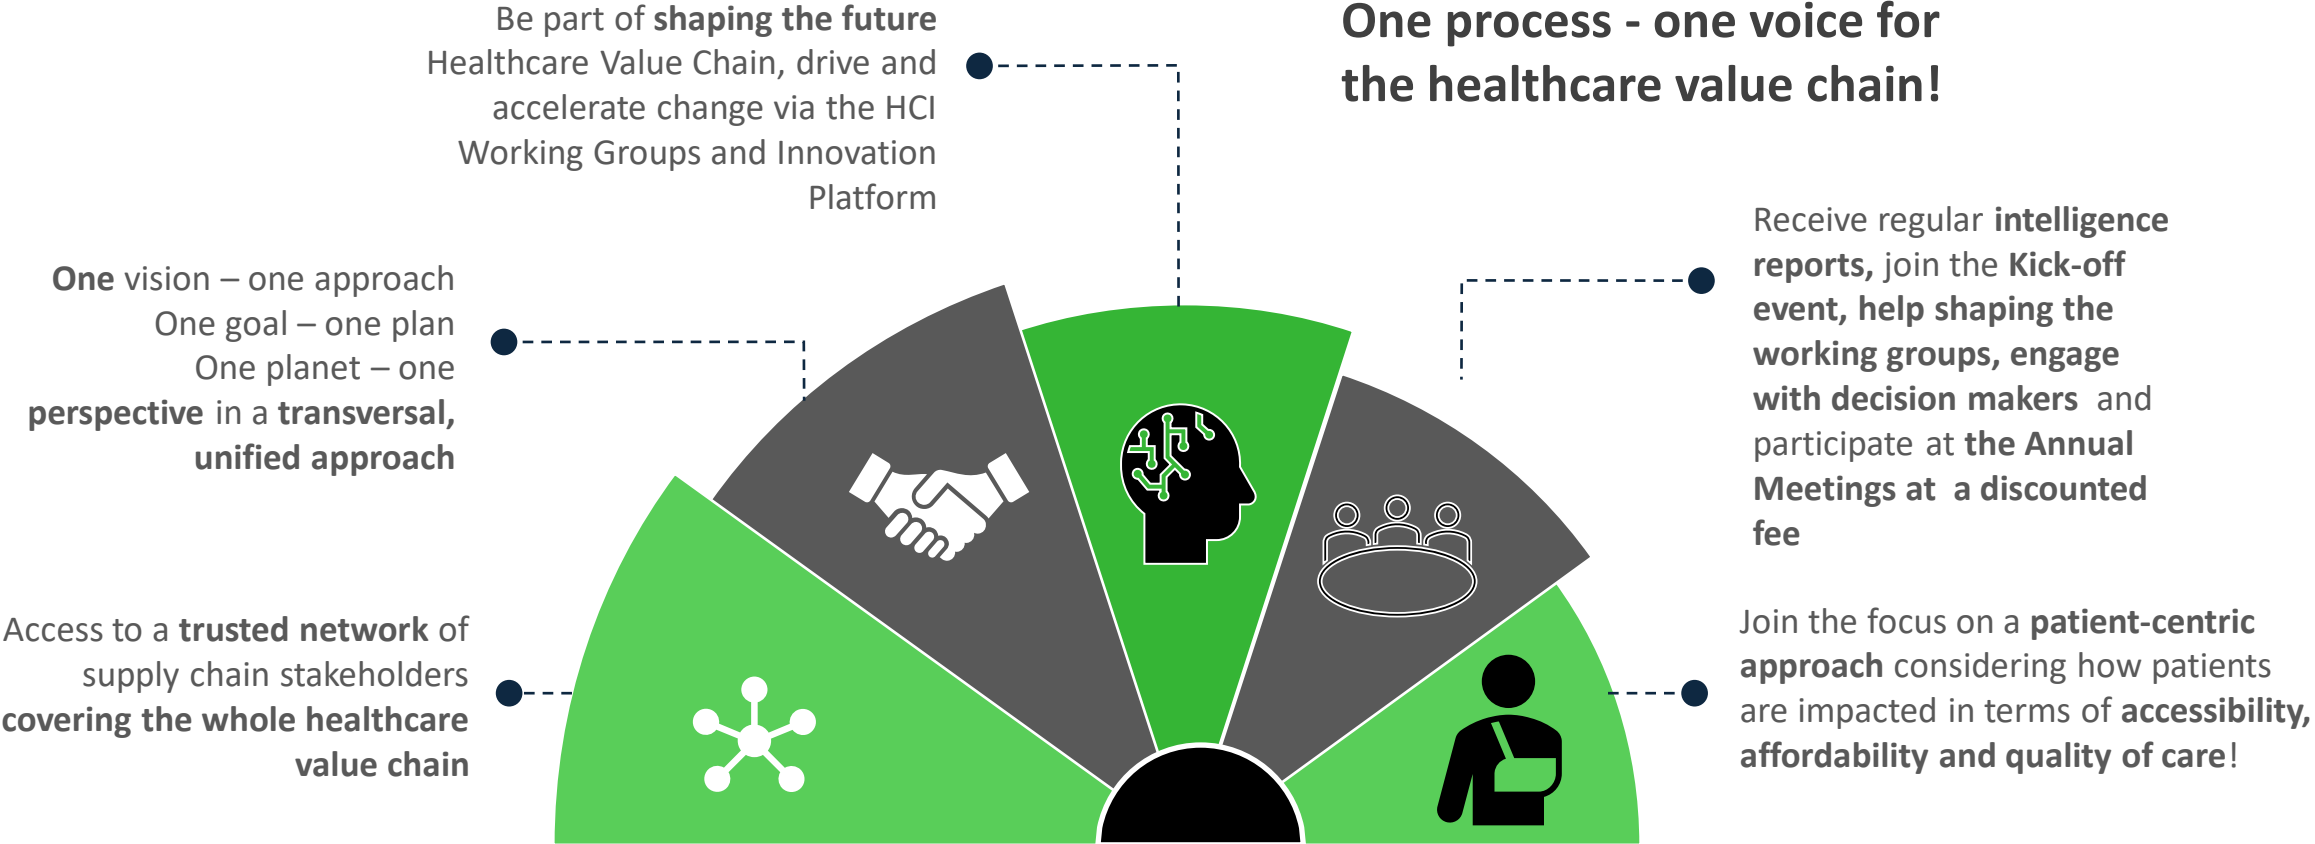 One process - one voice for
the healthcare value chain!
Be part of shaping the future
Healthcare Value Chain, drive and
accelerate change via the HCI
Working Groups and Innovation
Platform
One vision – one approach
One goal – one plan
One planet – one
perspective in a transversal,
unified approach
Access to a trusted network of
supply chain stakeholders
covering the whole healthcare
value chain
Receive regular intelligence
reports, join the Kick-off
event, help shaping the
working groups, engage
with decision makers and
participate at the Annual
Meetings at a discounted
fee
Join the focus on a patient-centric
approach considering how patients
are impacted in terms of accessibility,
affordability and quality of care!